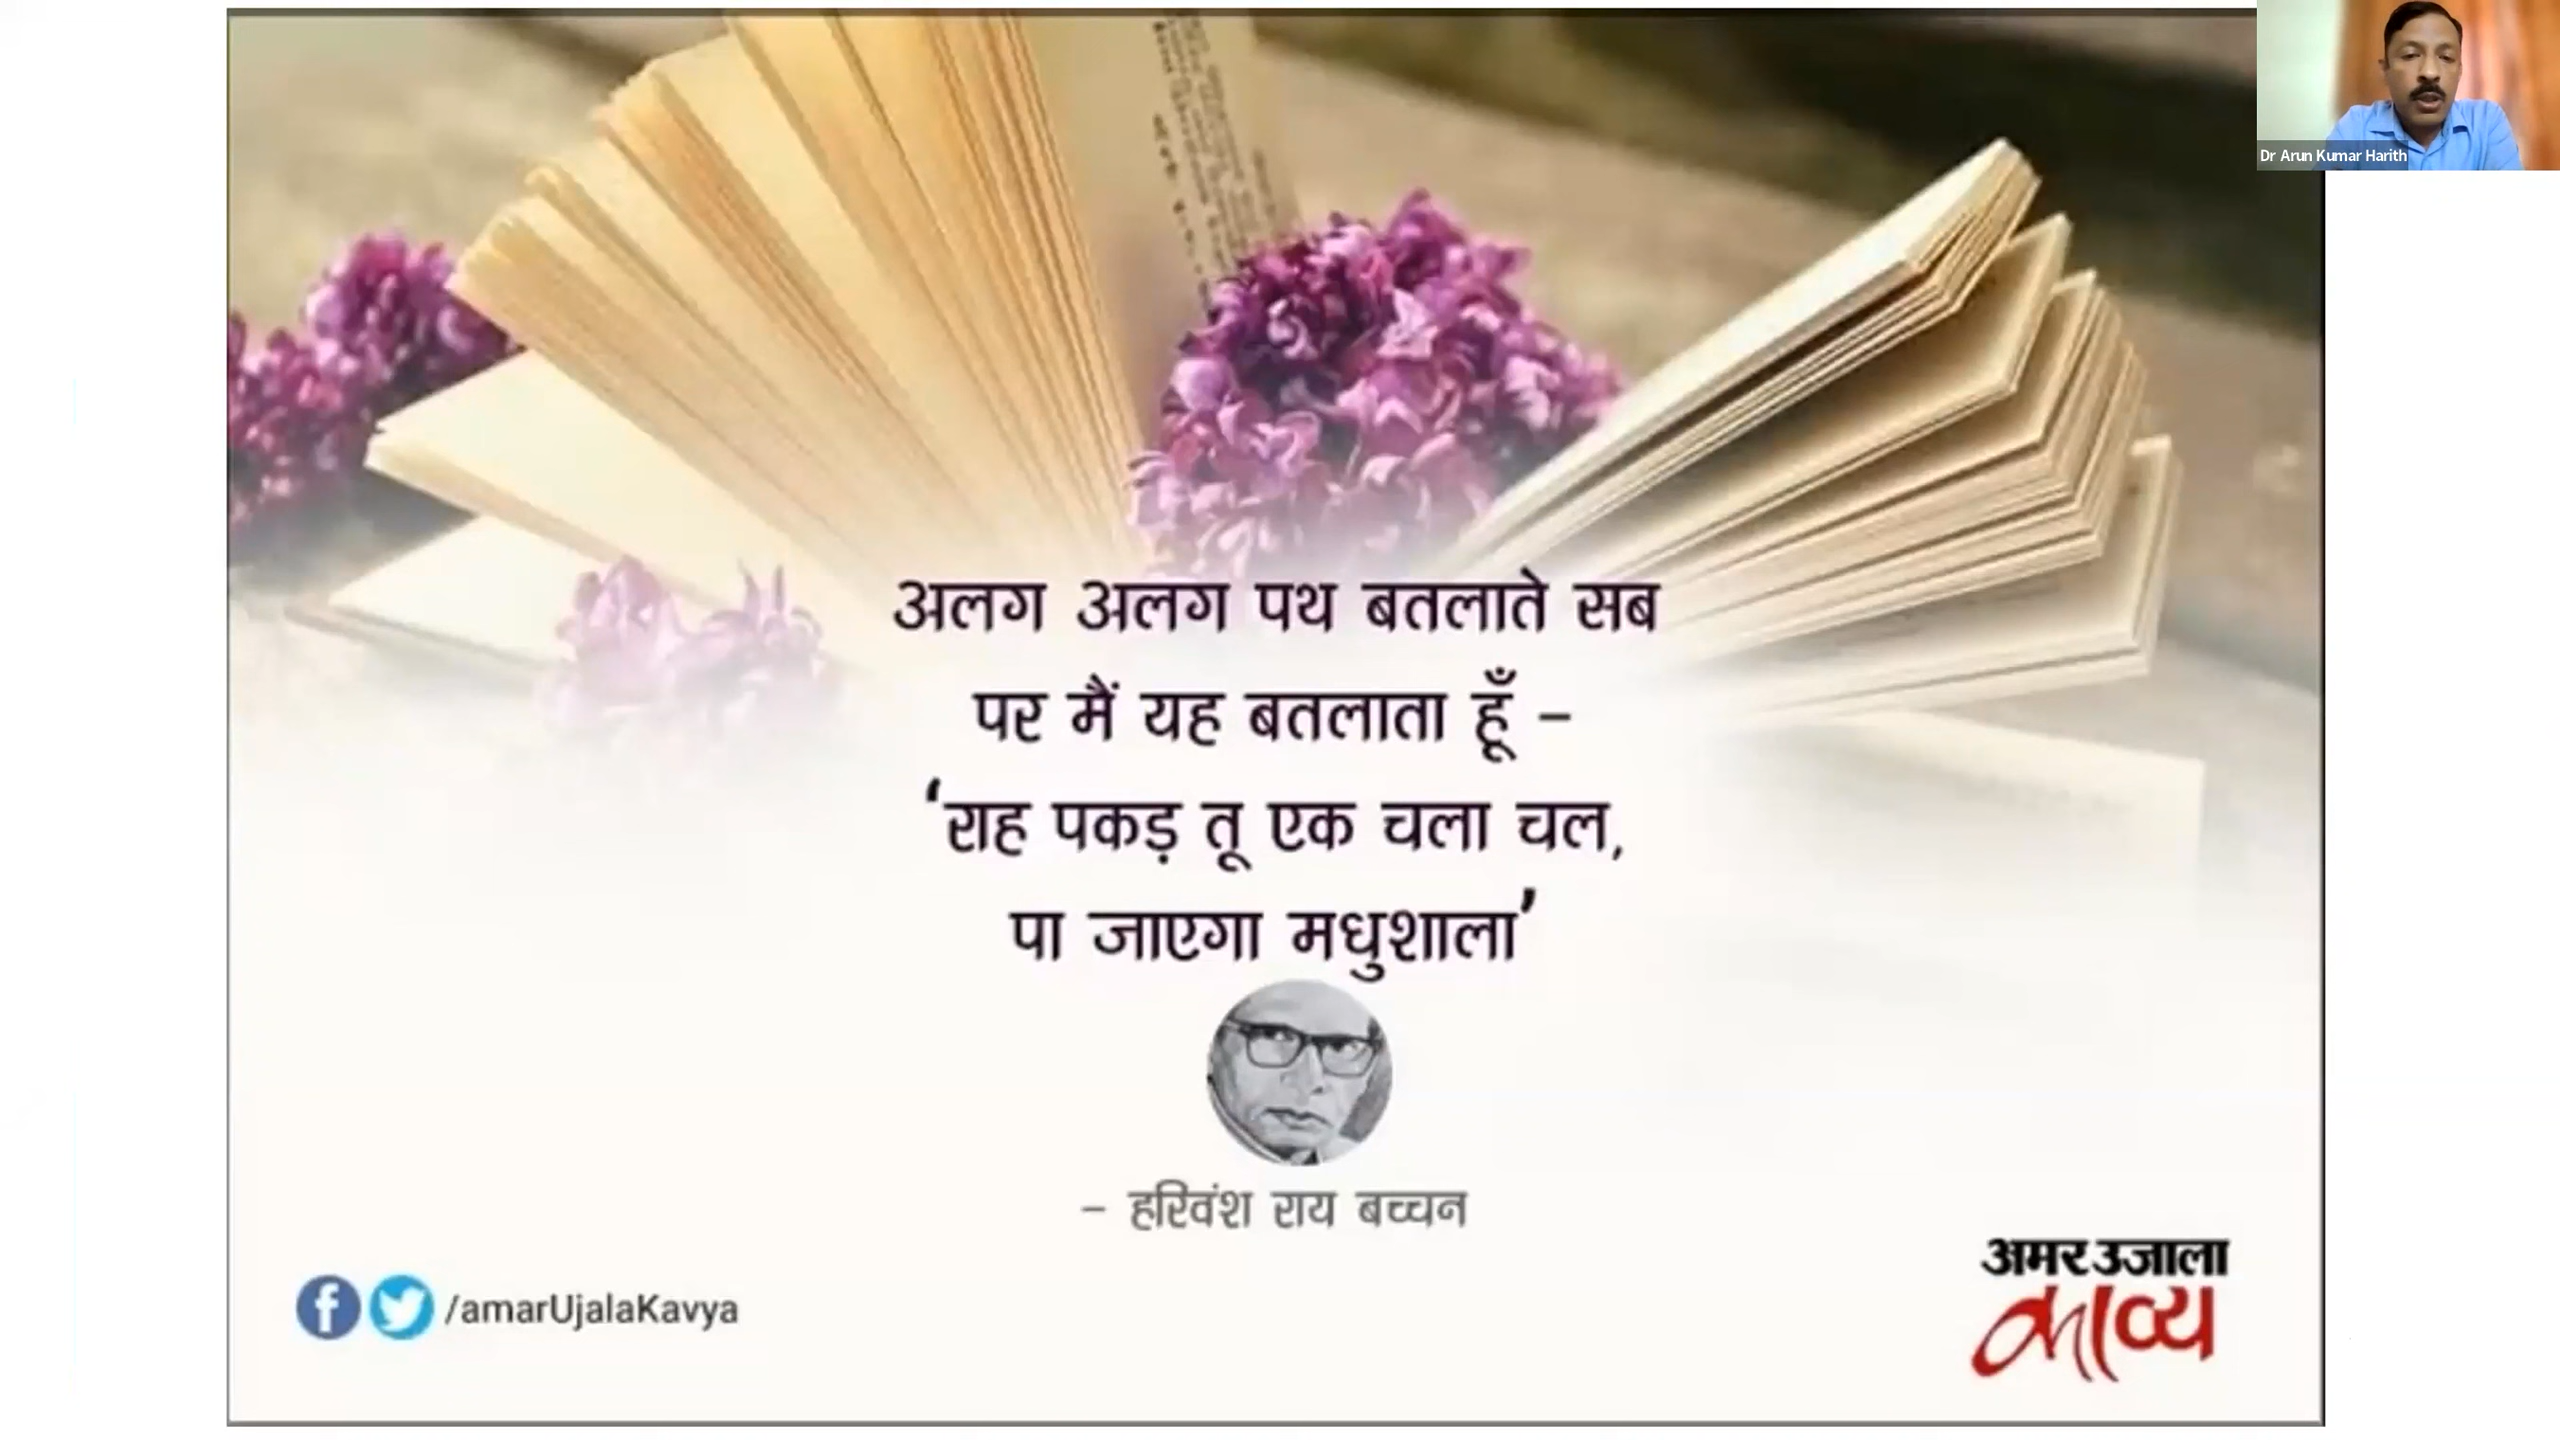 Dr Arun Kumar Harith
अलग अलग पथ बतलाते सब
पर मैं यह बतलाता हूँ –
‘राह पकड़ तू एक चला चल,
पा जाएगा मधुशाला’
– हरिवंश राय बच्चन
/amarUjalaKavya
अमर उजाला
काव्य